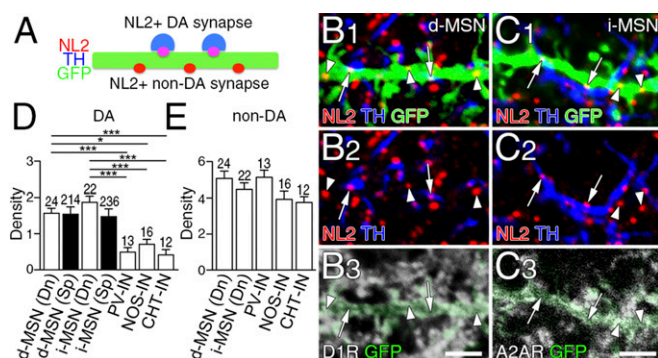 A
NL2+ DA synapse
NL2
TH
GFP
NL2+ non-DA synapse
B1
d-MSN
NL2 TH GFP
C1
i-MSN
NL2 TH GFP
B2
NL2 TH
C2
NL2 TH
B3
D1R GFP
C3
A2AR GFP
D
DA
***
*
***
***
***
***
Density
3
2
1
0
24
214
22
236
13
16
12
d-MSN (Dn)
d-MSN (Sp)
i-MSN (Dn)
i-MSN (Sp)
PV-IN
NOS-IN
CHT-IN
E
non-DA
Density
6
4
2
0
24
22
13
16
12
d-MSN (Dn)
i-MSN (Dn)
PV-IN
NOS-IN
CHT-IN